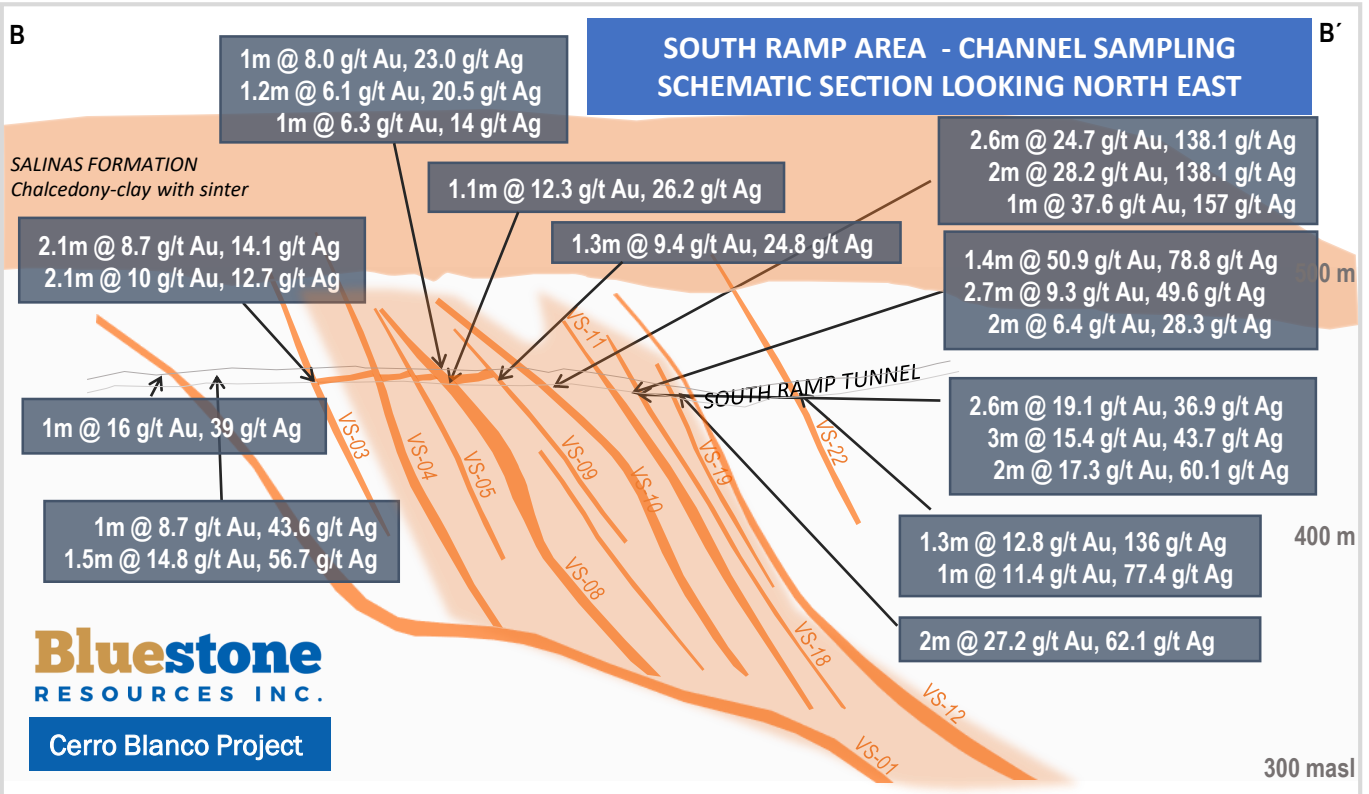 B
B´
SOUTH RAMP AREA - CHANNEL SAMPLING
SCHEMATIC SECTION LOOKING NORTH EAST
1m @ 8.0 g/t Au, 23.0 g/t Ag
1.2m @ 6.1 g/t Au, 20.5 g/t Ag
1m @ 6.3 g/t Au, 14 g/t Ag
2.6m @ 24.7 g/t Au, 138.1 g/t Ag
2m @ 28.2 g/t Au, 138.1 g/t Ag
1m @ 37.6 g/t Au, 157 g/t Ag
SALINAS FORMATION
Chalcedony-clay with sinter
1.1m @ 12.3 g/t Au, 26.2 g/t Ag
2.1m @ 8.7 g/t Au, 14.1 g/t Ag
2.1m @ 10 g/t Au, 12.7 g/t Ag
1.3m @ 9.4 g/t Au, 24.8 g/t Ag
1.4m @ 50.9 g/t Au, 78.8 g/t Ag
2.7m @ 9.3 g/t Au, 49.6 g/t Ag
2m @ 6.4 g/t Au, 28.3 g/t Ag
500 m
VS-11
SOUTH RAMP TUNNEL
1m @ 16 g/t Au, 39 g/t Ag
2.6m @ 19.1 g/t Au, 36.9 g/t Ag
3m @ 15.4 g/t Au, 43.7 g/t Ag
2m @ 17.3 g/t Au, 60.1 g/t Ag
VS-03
VS-04
VS-05
VS-09
VS-10
VS-19
VS-22
1m @ 8.7 g/t Au, 43.6 g/t Ag
1.5m @ 14.8 g/t Au, 56.7 g/t Ag
1.3m @ 12.8 g/t Au, 136 g/t Ag
1m @ 11.4 g/t Au, 77.4 g/t Ag
400 m
VS-08
2m @ 27.2 g/t Au, 62.1 g/t Ag
VS-18
VS-12
VS-01
Bluestone
RESOURCES INC.
Cerro Blanco Project
300 masl